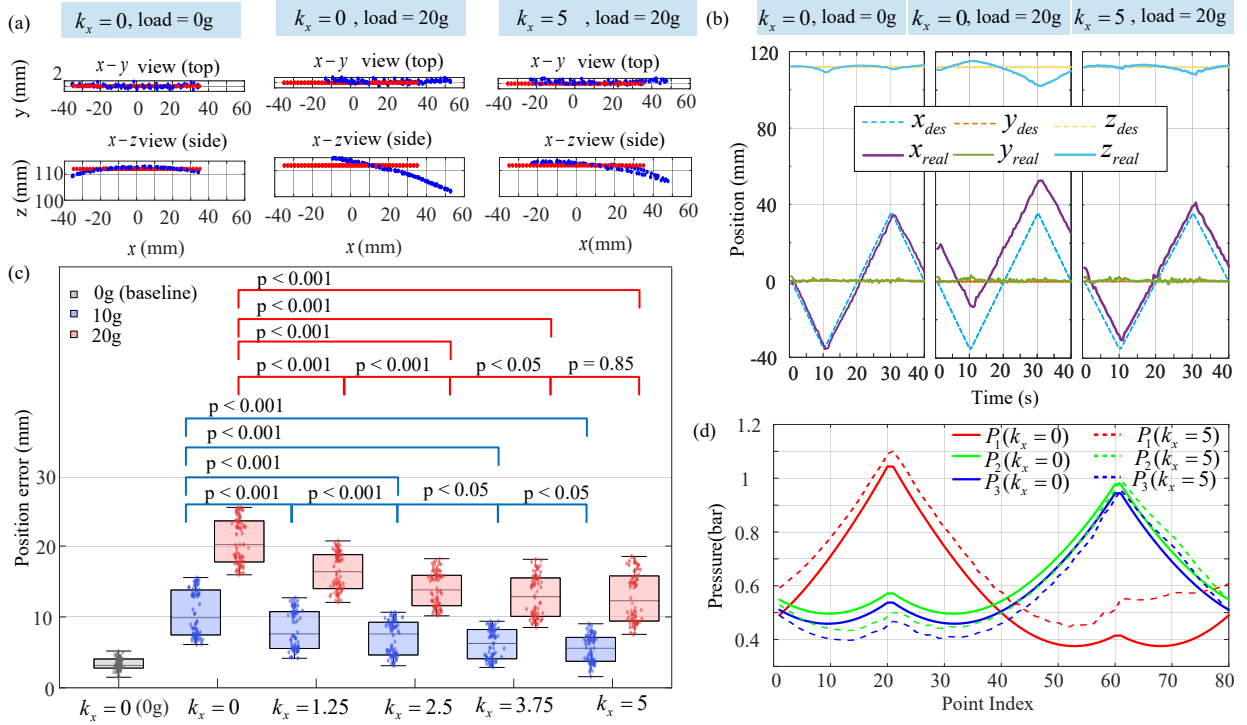 (a)
k_x = 0 , load = 0g
k_x = 0 , load = 20g
k_x = 5 , load = 20g
x – y view (top)
x – y view (top)
x – y view (top)
2
y (mm)
-40 -20 0 20 40 60
-40 -20 0 20 40 60
-40 -20 0 20 40 60
x – z view (side)
x – z view (side)
x – z view (side)
110
100
z (mm)
-40 -20 0 20 40 60
-40 -20 0 20 40 60
-40 -20 0 20 40 60
x (mm)
x (mm)
x (mm)
(b)
k_x = 0 , load = 0g
k_x = 0, load = 20g
k_x = 5 , load = 20g
120
80
40
0
-40
Position (mm)
x_des y_des z_des
x_real y_real z_real
0 10 20 30 40
0 10 20 30 40
0 10 20 30 40
Time (s)
(c)
0g (baseline)
10g
20g
p < 0.001
p < 0.001
p < 0.001
p < 0.001 p < 0.001 p < 0.05 p = 0.85
p < 0.001
p < 0.001
p < 0.001
p < 0.001 p < 0.001 p < 0.05 p < 0.05
30
20
10
0
Position error (mm)
k_x = 0 (0g) k_x = 0 k_x = 1.25 k_x = 2.5 k_x = 3.75 k_x = 5
(d)
P_1(k_x = 0) P_1(k_x = 5)
P_2(k_x = 0) P_2(k_x = 5)
P_3(k_x = 0) P_3(k_x = 5)
1.2
1
0.8
0.6
0.4
Pressure(bar)
0 10 20 30 40 50 60 70 80
Point Index